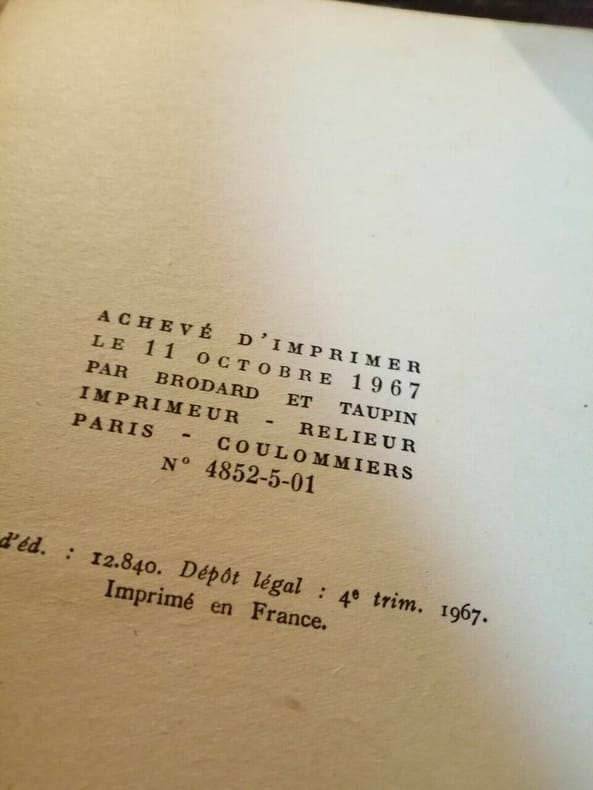 ACHEVÉ D'IMPRIMER
LE 11 OCTOBRE 1967
PAR BRODARD ET TAUPIN
IMPRIMEUR - RELIEUR
PARIS - COULOMMIERS
N° 4852-5-01
d'éd. : 12.840. Dépôt légal : 4e trim. 1967.
Imprimé en France.